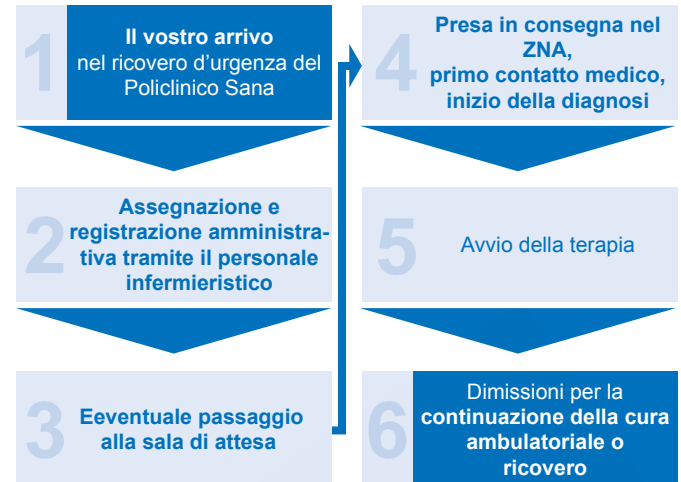 1
Il vostro arrivo
nel ricovero d'urgenza del
Policlinico Sana
2
Assegnazione e
registrazione amministra-
tiva tramite il personale
infermieristico
3
Eeventuale passaggio
alla sala di attesa
4
Presa in consegna nel
ZNA,
primo contatto medico,
inizio della diagnosi
5
Avvio della terapia
6
Dimissioni per la
continuazione della cura
ambulatoriale o
ricovero